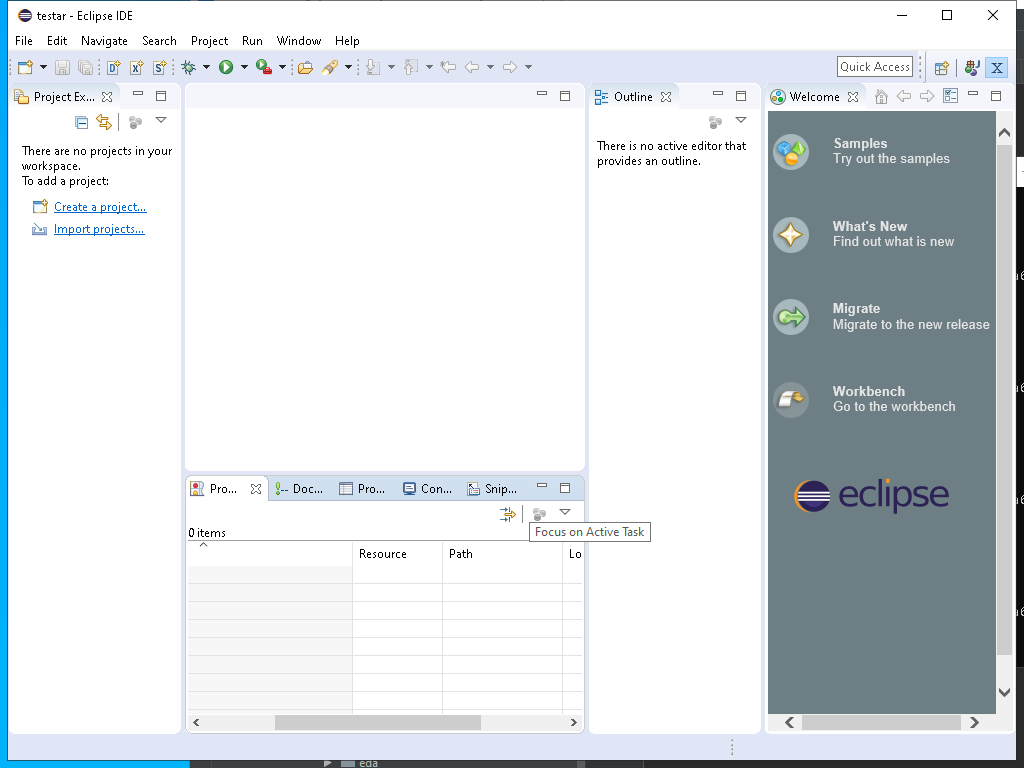 testar - Eclipse IDE
File Edit Navigate Search Project Run Window Help
D X S
Quick Access
X
Project Ex...
Outline
Welcome
There are no projects in your
workspace.
To add a project:
Create a project...
Import projects...
There is no active editor that
provides an outline.
Samples
Try out the samples
What's New
Find out what is new
Migrate
Migrate to the new release
Workbench
Go to the workbench
eclipse
Pro... Doc... Pro... Con... Snip...
0 items
Focus on Active Task
Resource Path Lo
eda